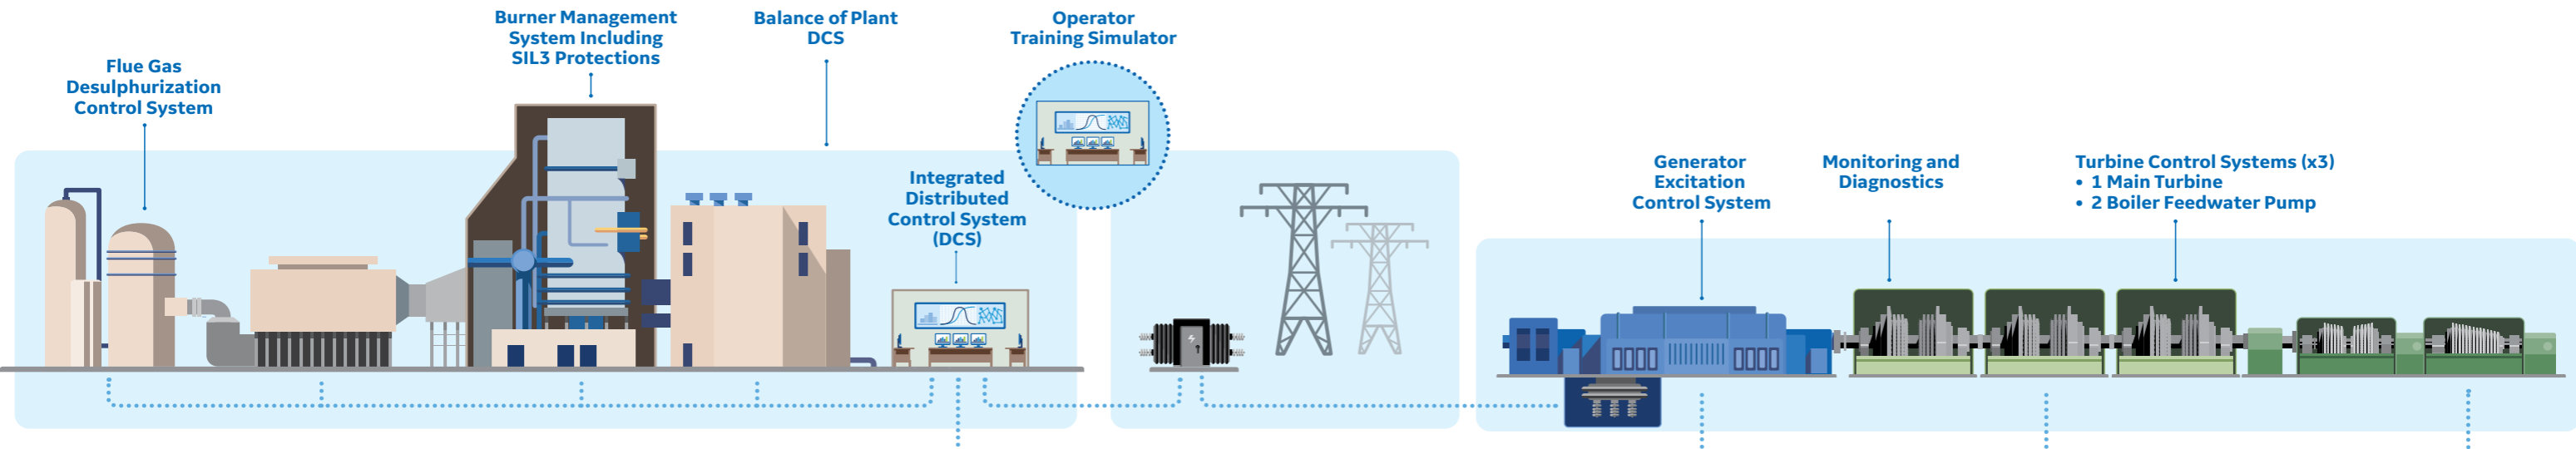 Flue Gas
Desulphurization
Control System
Burner Management
System Including
SIL3 Protections
Balance of Plant
DCS
Operator
Training Simulator
Integrated
Distributed
Control System
(DCS)
Generator
Excitation
Control System
Monitoring and
Diagnostics
Turbine Control Systems (x3)
• 1 Main Turbine
• 2 Boiler Feedwater Pump